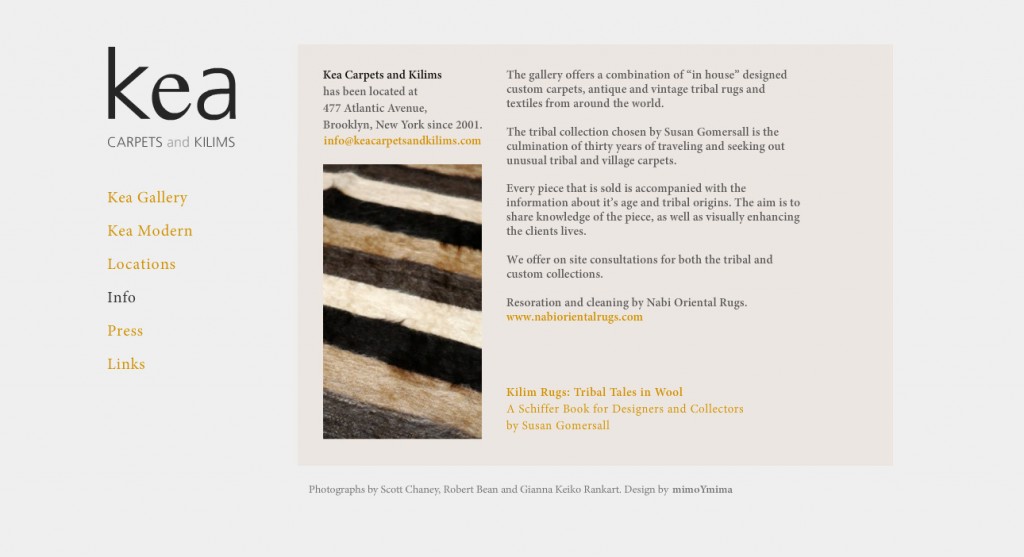 kea
CARPETS and KILIMS
Kea Gallery
Kea Modern
Locations
Info
Press
Links
Kea Carpets and Kilims
has been located at
477 Atlantic Avenue,
Brooklyn, New York since 2001.
info@keacarpetsandkilims.com
The gallery offers a combination of “in house” designed
custom carpets, antique and vintage tribal rugs and
textiles from around the world.
The tribal collection chosen by Susan Gomersall is the
culmination of thirty years of traveling and seeking out
unusual tribal and village carpets.
Every piece that is sold is accompanied with the
information about it’s age and tribal origins. The aim is to
share knowledge of the piece, as well as visually enhancing
the clients lives.
We offer on site consultations for both the tribal and
custom collections.
Resoration and cleaning by Nabi Oriental Rugs.
www.nabiorientalrugs.com
Kilim Rugs: Tribal Tales in Wool
A Schiffer Book for Designers and Collectors
by Susan Gomersall
Photographs by Scott Chaney, Robert Bean and Gianna Keiko Rankart. Design by mimoYmima